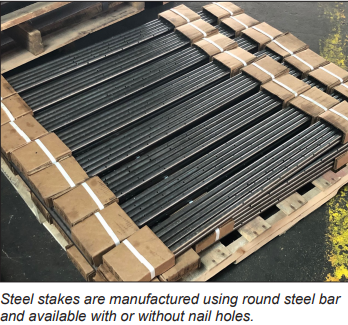 Steel stakes are manufactured using round steel bar
and available with or without nail holes.